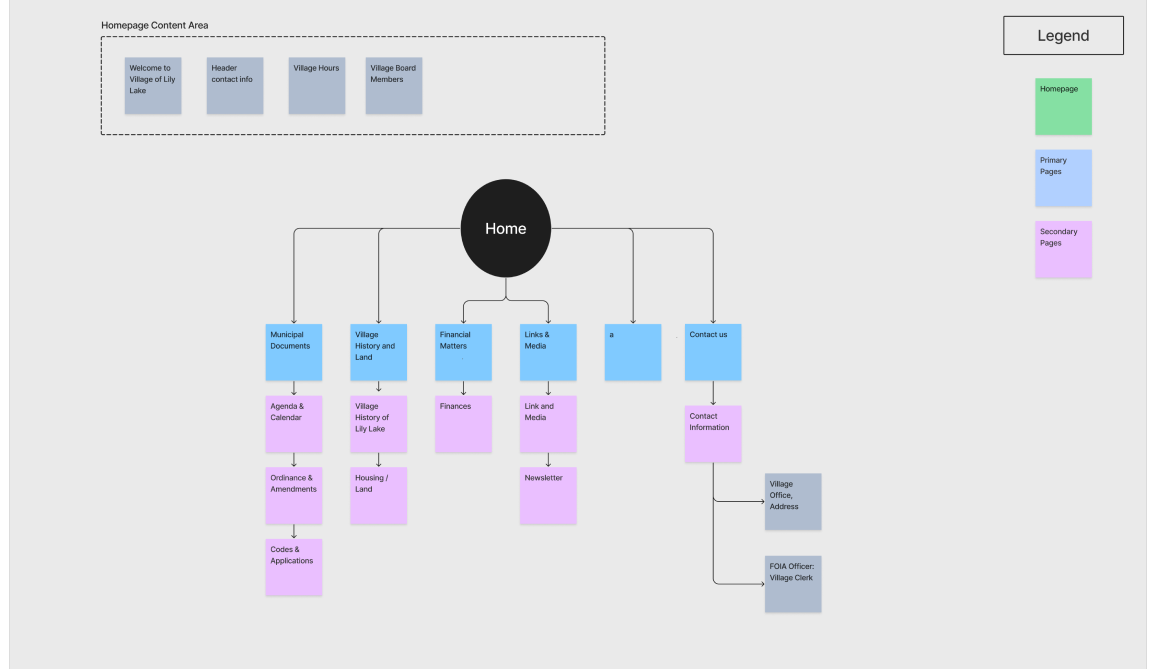 Homepage Content Area
Welcome to
Village of Lily
Lake
Header
contact info
Village Hours
Village Board
Members
Legend
Homepage
Primary
Pages
Secondary
Pages
Home
Municipal
Documents
Village
History and
Land
Financial
Matters
Links &
Media
a
Contact us
Agenda &
Calendar
Village
History of
Lily Lake
Finances
Link and
Media
Contact
Information
Ordinance &
Amendments
Housing /
Land
Newsletter
Village
Office,
Address
Codes &
Applications
FOIA Officer:
Village Clerk